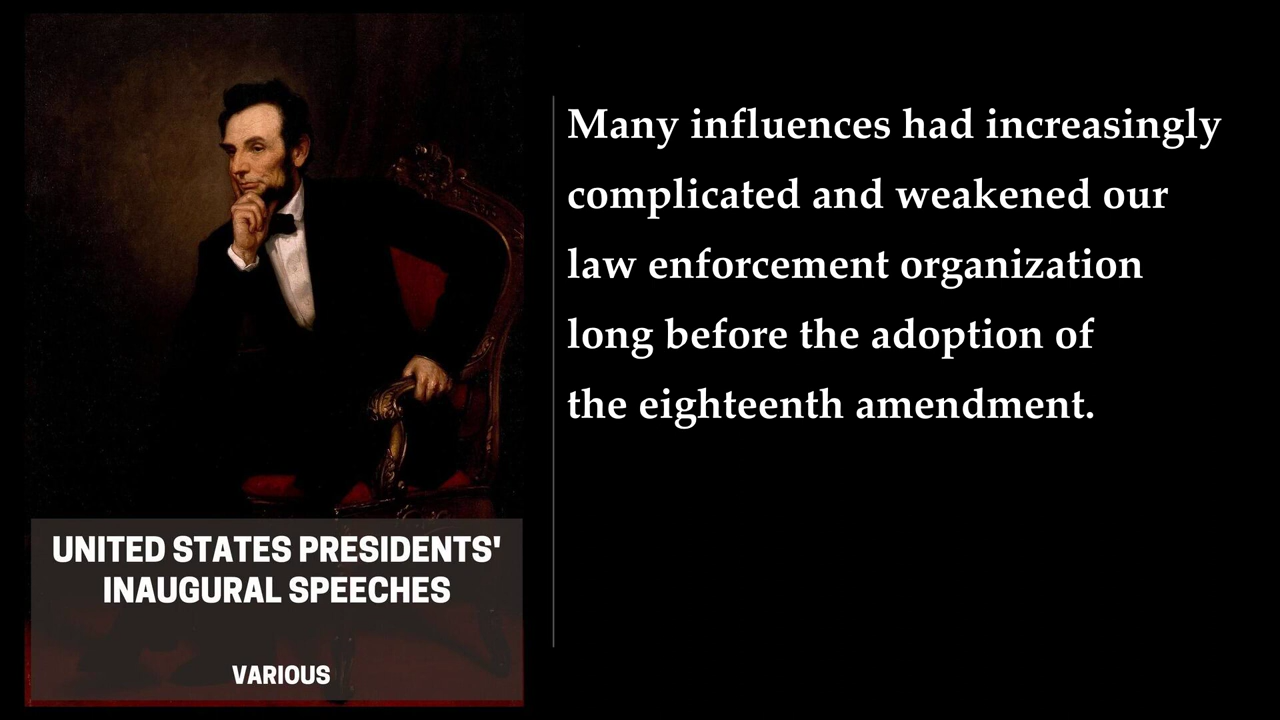 Many influences had increasingly
complicated and weakened our
law enforcement organization
long before the adoption of
the eighteenth amendment.
UNITED STATES PRESIDENTS'
INAUGURAL SPEECHES
VARIOUS